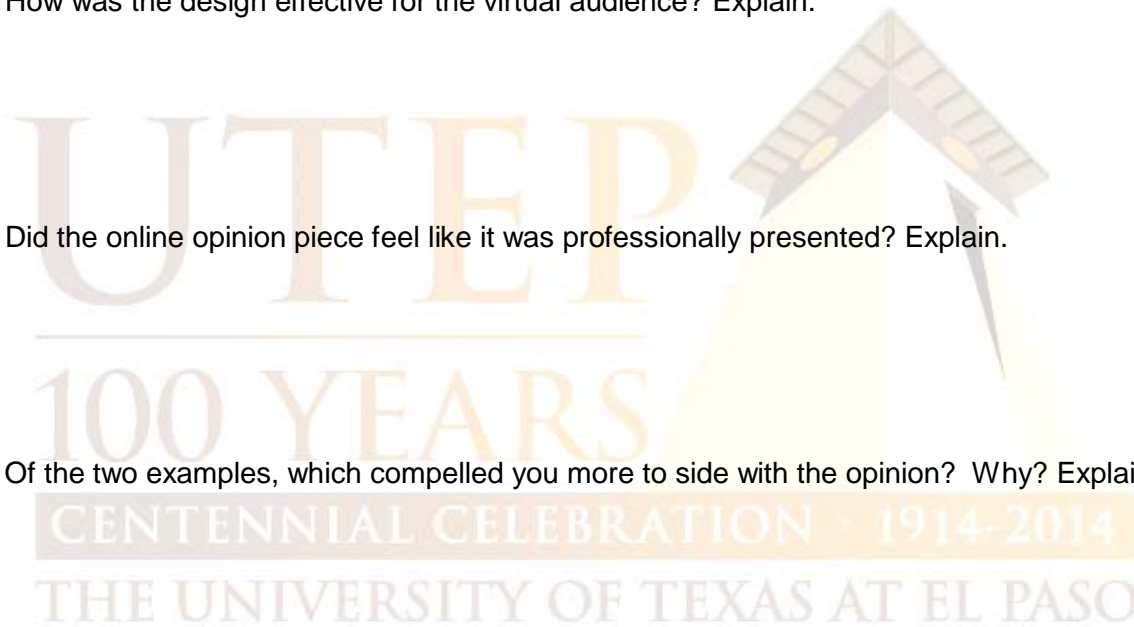 How was the design effective for the virtual audience? Explain.
UTEP
Did the online opinion piece feel like it was professionally presented? Explain.
100 YEARS
Of the two examples, which compelled you more to side with the opinion?  Why? Explai
CENTENNIAL CELEBRATION · 1914-2014
THE UNIVERSITY OF TEXAS AT EL PASO